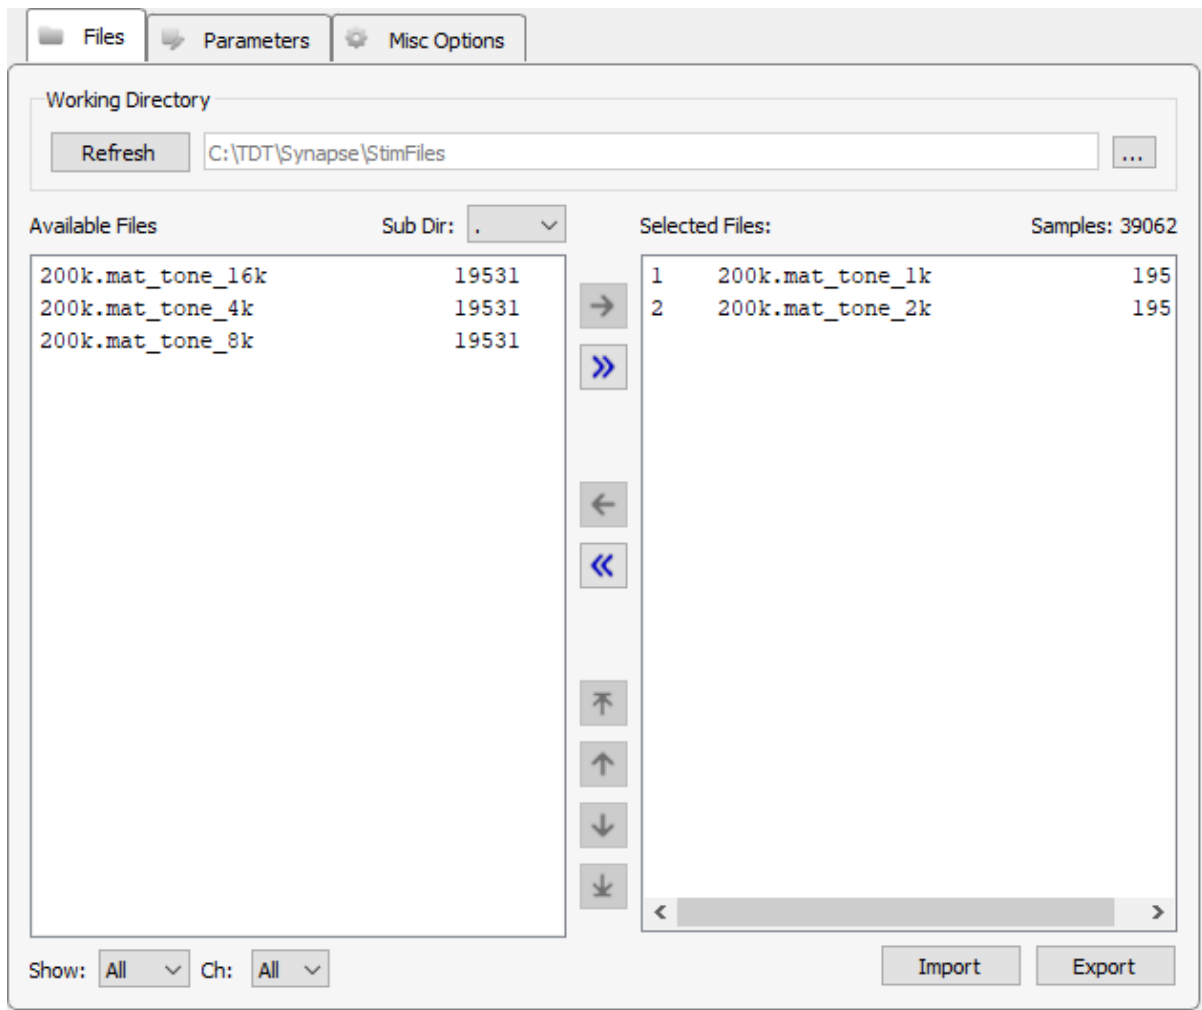 Files Parameters Misc Options
Working Directory
Refresh C:\TDT\Synapse\StimFiles ...
Available Files Sub Dir: . Selected Files: Samples: 39062
200k.mat_tone_16k 19531
200k.mat_tone_4k 19531
200k.mat_tone_8k 19531
1 200k.mat_tone_1k 195
2 200k.mat_tone_2k 195
Show: All Ch: All Import Export